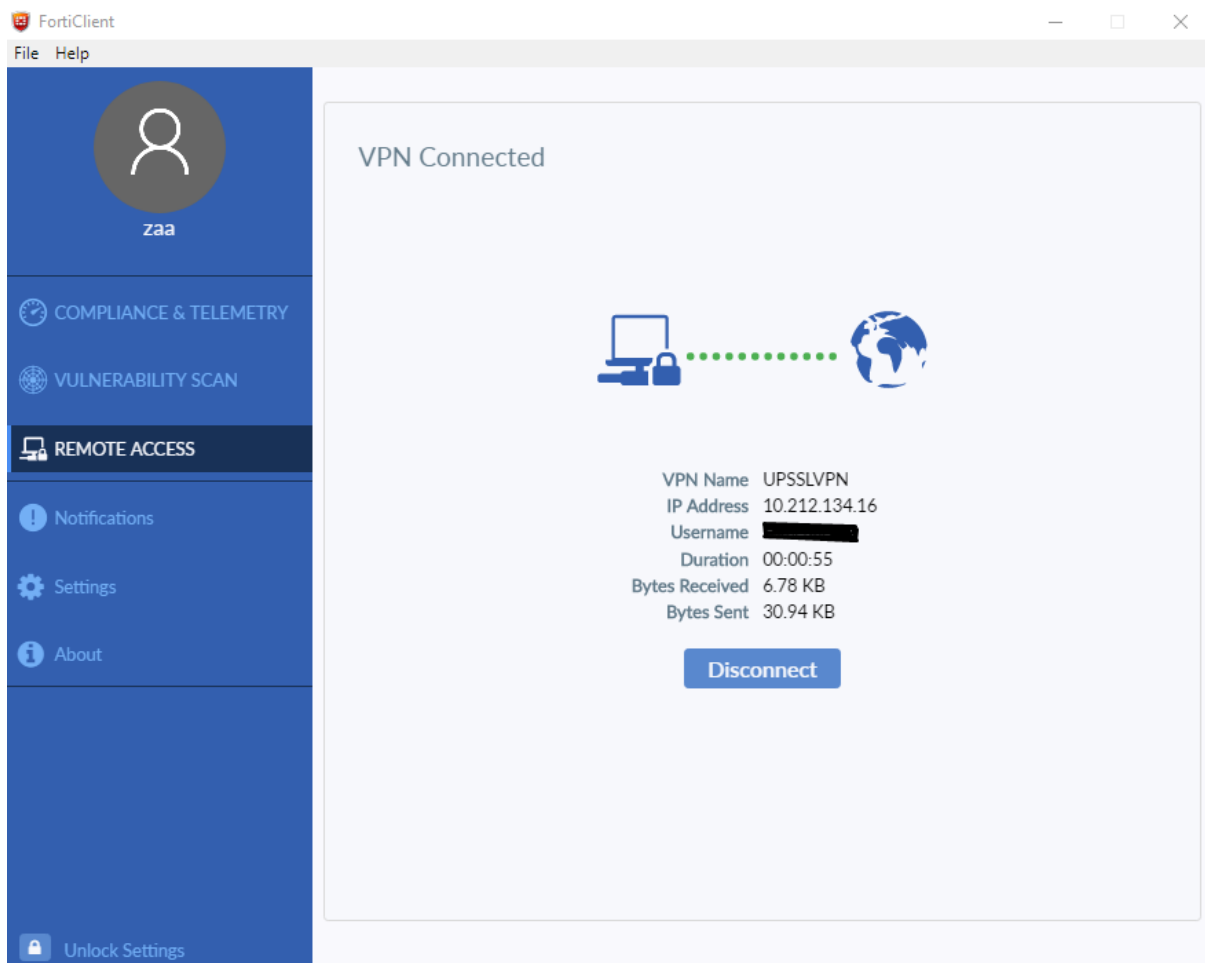 FortiClient
File Help
zaa
COMPLIANCE & TELEMETRY
VULNERABILITY SCAN
REMOTE ACCESS
Notifications
Settings
About
Unlock Settings
VPN Connected
VPN Name UPSSLVPN
IP Address 10.212.134.16
Username
Duration 00:00:55
Bytes Received 6.78 KB
Bytes Sent 30.94 KB
Disconnect